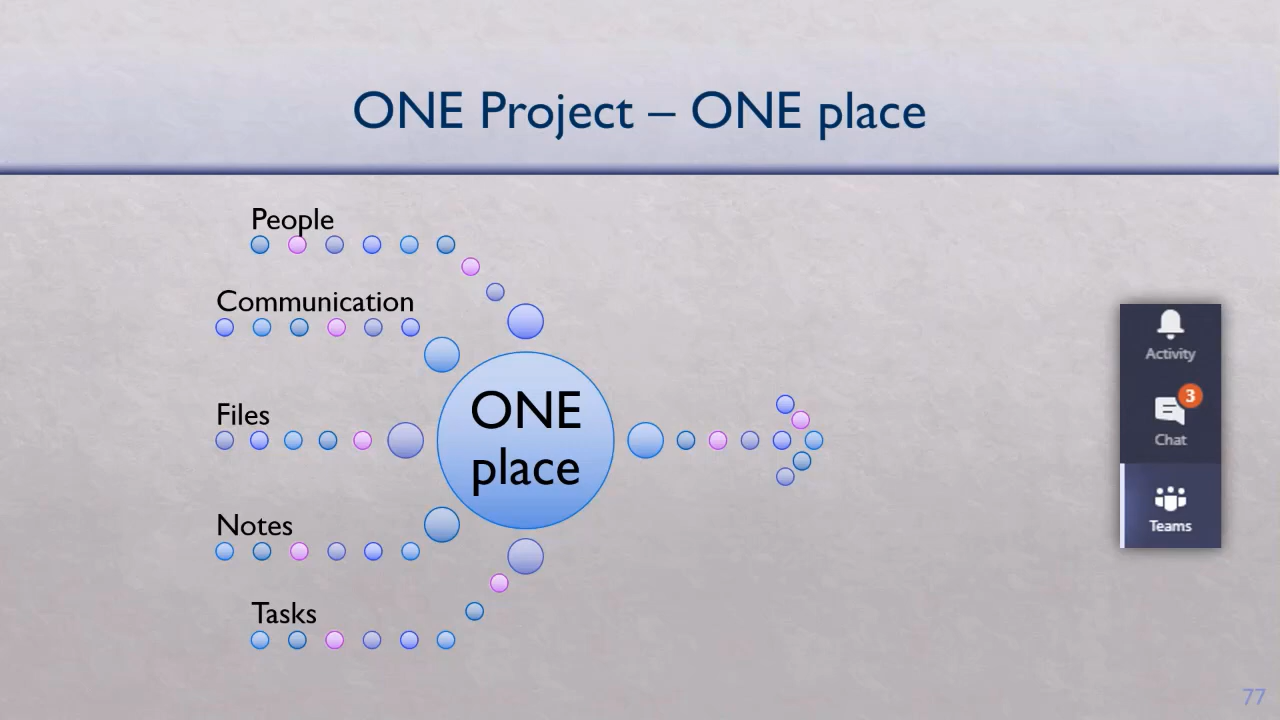 ONE Project – ONE place
People
Communication
Files
Notes
Tasks
ONE
place
Activity
3
Chat
Teams
77